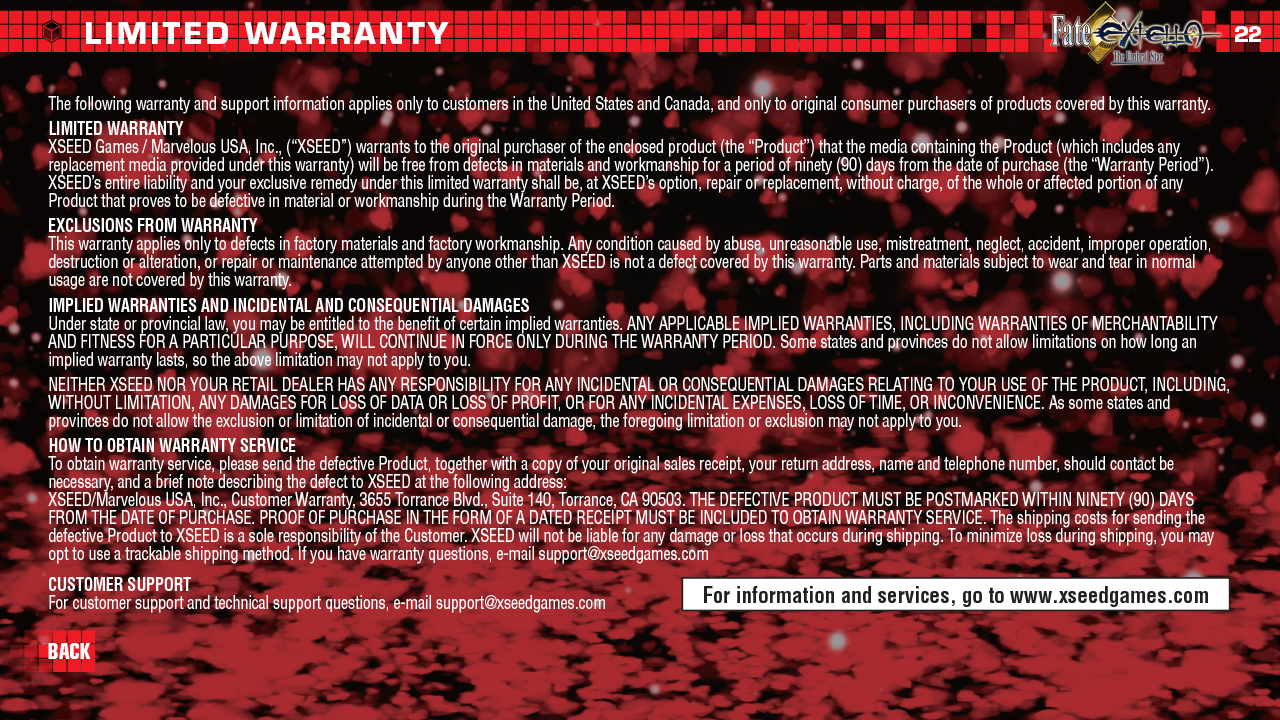 LIMITED WARRANTY
Fate EXTELLA
The Umbral Star
22
The following warranty and support information applies only to customers in the United States and Canada, and only to original consumer purchasers of products covered by this warranty.
LIMITED WARRANTY
XSEED Games / Marvelous USA, Inc., (“XSEED”) warrants to the original purchaser of the enclosed product (the “Product”) that the media containing the Product (which includes any
replacement media provided under this warranty) will be free from defects in materials and workmanship for a period of ninety (90) days from the date of purchase (the “Warranty Period”).
XSEED’s entire liability and your exclusive remedy under this limited warranty shall be, at XSEED’s option, repair or replacement, without charge, of the whole or affected portion of any
Product that proves to be defective in material or workmanship during the Warranty Period.
EXCLUSIONS FROM WARRANTY
This warranty applies only to defects in factory materials and factory workmanship. Any condition caused by abuse, unreasonable use, mistreatment, neglect, accident, improper operation,
destruction or alteration, or repair or maintenance attempted by anyone other than XSEED is not a defect covered by this warranty. Parts and materials subject to wear and tear in normal
usage are not covered by this warranty.
IMPLIED WARRANTIES AND INCIDENTAL AND CONSEQUENTIAL DAMAGES
Under state or provincial law, you may be entitled to the benefit of certain implied warranties. ANY APPLICABLE IMPLIED WARRANTIES, INCLUDING WARRANTIES OF MERCHANTABILITY
AND FITNESS FOR A PARTICULAR PURPOSE, WILL CONTINUE IN FORCE ONLY DURING THE WARRANTY PERIOD. Some states and provinces do not allow limitations on how long an
implied warranty lasts, so the above limitation may not apply to you.
NEITHER XSEED NOR YOUR RETAIL DEALER HAS ANY RESPONSIBILITY FOR ANY INCIDENTAL OR CONSEQUENTIAL DAMAGES RELATING TO YOUR USE OF THE PRODUCT, INCLUDING,
WITHOUT LIMITATION, ANY DAMAGES FOR LOSS OF DATA OR LOSS OF PROFIT, OR FOR ANY INCIDENTAL EXPENSES, LOSS OF TIME, OR INCONVENIENCE. As some states and
provinces do not allow the exclusion or limitation of incidental or consequential damage, the foregoing limitation or exclusion may not apply to you.
HOW TO OBTAIN WARRANTY SERVICE
To obtain warranty service, please send the defective Product, together with a copy of your original sales receipt, your return address, name and telephone number, should contact be
necessary, and a brief note describing the defect to XSEED at the following address:
XSEED/Marvelous USA, Inc., Customer Warranty, 3655 Torrance Blvd., Suite 140, Torrance, CA 90503. THE DEFECTIVE PRODUCT MUST BE POSTMARKED WITHIN NINETY (90) DAYS
FROM THE DATE OF PURCHASE. PROOF OF PURCHASE IN THE FORM OF A DATED RECEIPT MUST BE INCLUDED TO OBTAIN WARRANTY SERVICE. The shipping costs for sending the
defective Product to XSEED is a sole responsibility of the Customer. XSEED will not be liable for any damage or loss that occurs during shipping. To minimize loss during shipping, you may
opt to use a trackable shipping method. If you have warranty questions, e-mail support@xseedgames.com
CUSTOMER SUPPORT
For customer support and technical support questions, e-mail support@xseedgames.com
For information and services, go to www.xseedgames.com
BACK